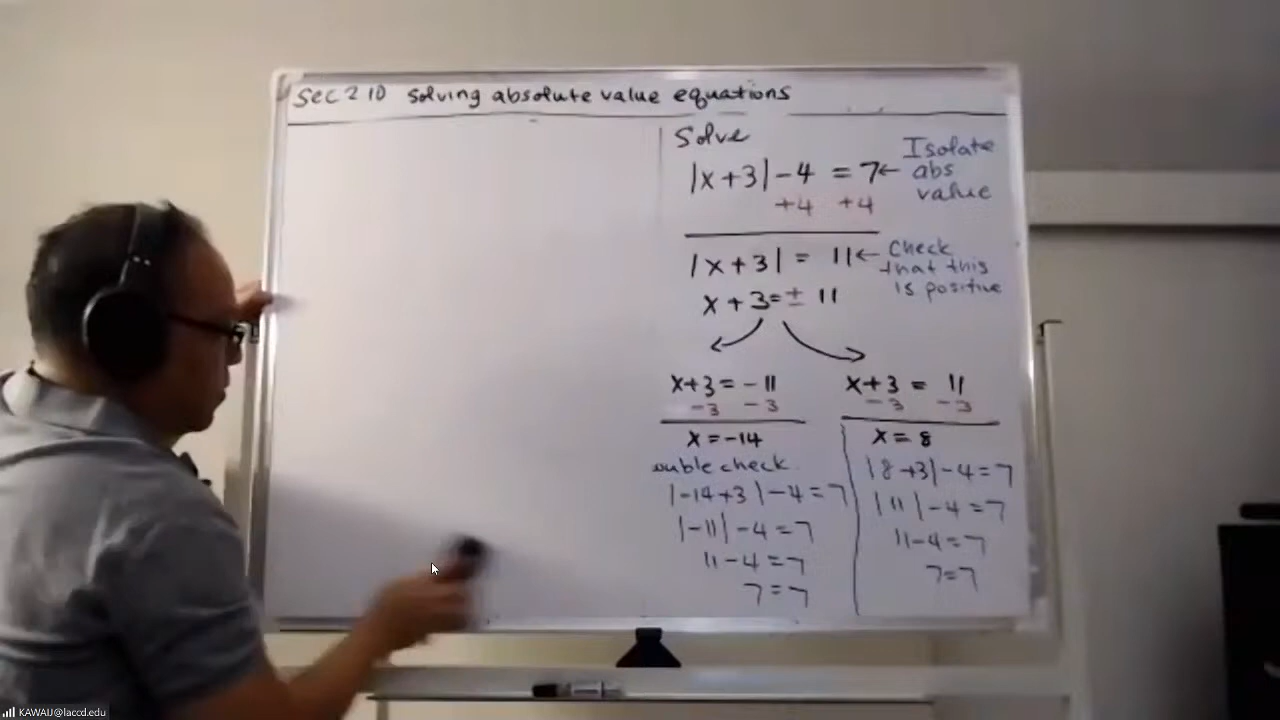 Sec 2 10 solving absolute value equations
Solve
|x+3|-4 = 7← Isolate abs value
+4 +4
|x+3| = 11← Check that this is positive
x+3=± 11
x+3=-11
-3 -3
x=-14
ouble check
|-14+3|-4=7
|-11|-4=7
11-4=7
7=7
x+3 = 11
-3 -3
x=8
|8+3|-4=7
|11|-4=7
11-4=7
7=7
KAWAIJ@laccd.edu